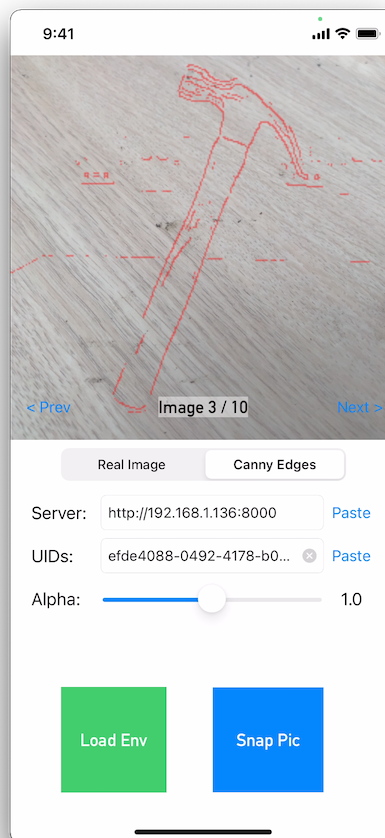 9:41
< Prev
Image 3 / 10
Next >
Real Image
Canny Edges
Server:
http://192.168.1.136:8000
Paste
UIDs:
efde4088-0492-4178-b0...
Paste
Alpha:
1.0
Load Env
Snap Pic